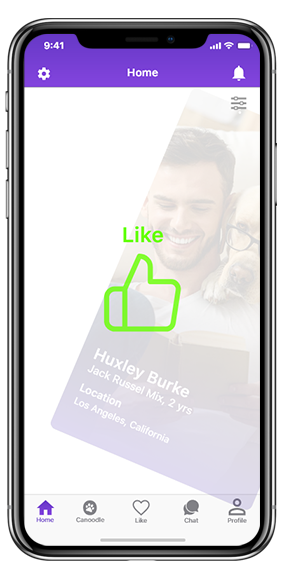 9:41
Home
Like
Huxley Burke
Jack Russel Mix, 2 yrs
Location
Los Angeles, California
Home
Canoodle
Like
Chat
Profile